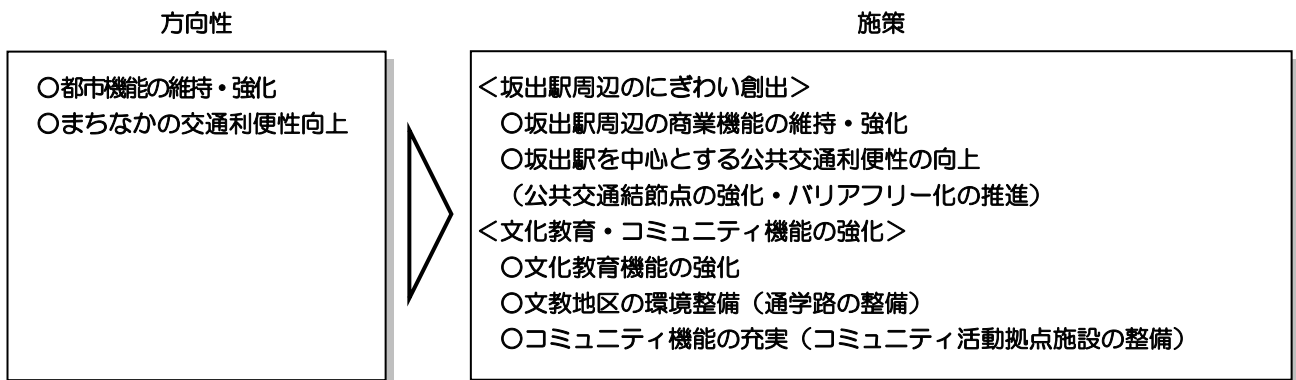 方向性
○都市機能の維持・強化
○まちなかの交通利便性向上
施策
＜坂出駅周辺のにぎわい創出＞
○坂出駅周辺の商業機能の維持・強化
○坂出駅を中心とする公共交通利便性の向上
（公共交通結節点の強化・バリアフリー化の推進）
＜文化教育・コミュニティ機能の強化＞
○文化教育機能の強化
○文教地区の環境整備（通学路の整備）
○コミュニティ機能の充実（コミュニティ活動拠点施設の整備）